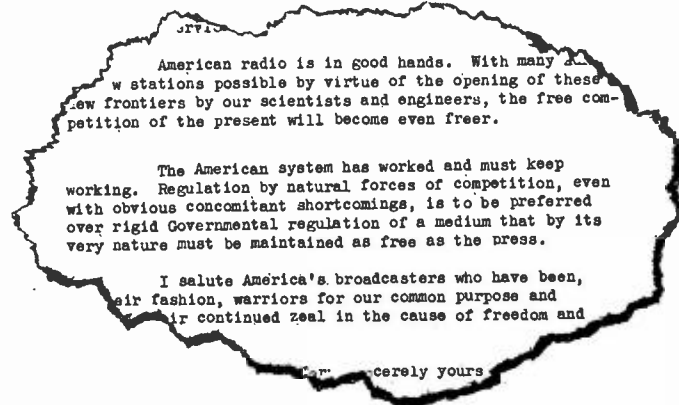 American radio is in good hands. With many
w stations possible by virtue of the opening of these
ew frontiers by our scientists and engineers, the free com-
petition of the present will become even freer.
The American system has worked and must keep
working. Regulation by natural forces of competition, even
with obvious concomitant shortcomings, is to be preferred
over rigid Governmental regulation of a medium that by its
very nature must be maintained as free as the press.
I salute America's broadcasters who have been,
eir fashion, warriors for our common purpose and
ir continued zeal in the cause of freedom and
cerely yours